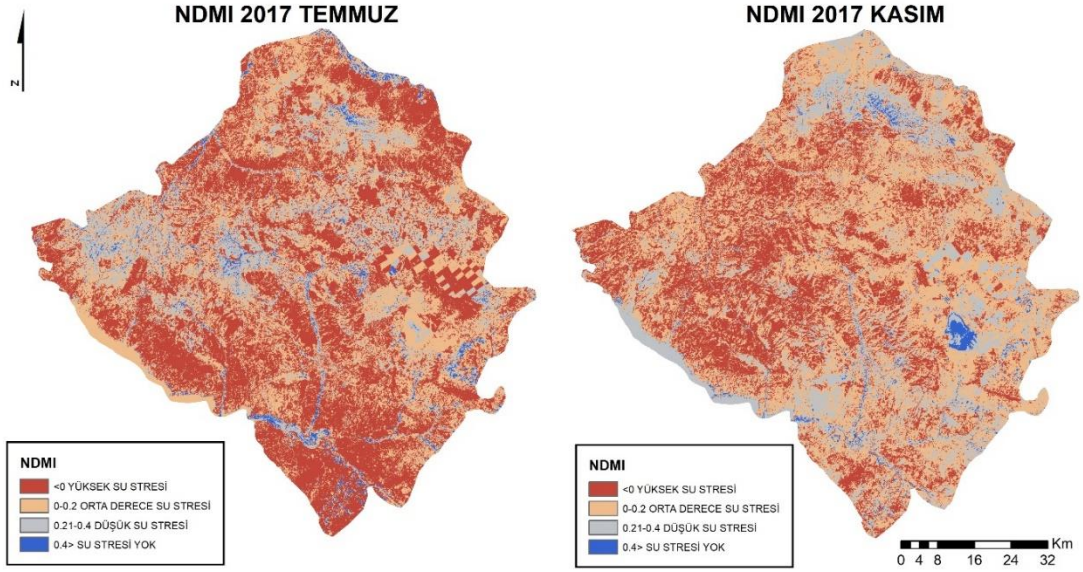 NDMI 2017 TEMMUZ
NDMI 2017 KASIM
N
NDMI
<0 YÜKSEK SU STRESİ
0-0.2 ORTA DERECE SU STRESİ
0.21-0.4 DÜŞÜK SU STRESİ
0.4> SU STRESİ YOK
NDMI
<0 YÜKSEK SU STRESİ
0-0.2 ORTA DERECE SU STRESİ
0.21-0.4 DÜŞÜK SU STRESİ
0.4> SU STRESİ YOK
Km
0 4 8 16 24 32